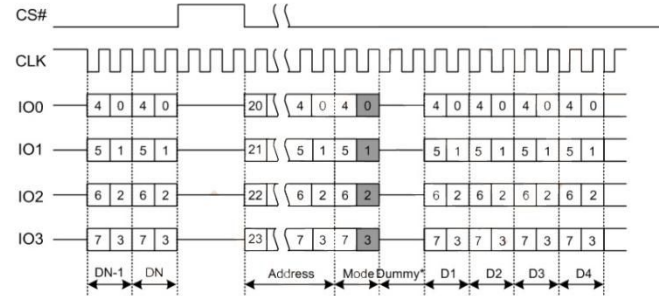 CS#
CLK
IO0 4 0 4 0 20 4 0 4 0 4 0 4 0 4 0 4 0
IO1 5 1 5 1 21 5 1 5 1 5 1 5 1 5 1 5 1
IO2 6 2 6 2 22 6 2 6 2 6 2 6 2 6 2 6 2
IO3 7 3 7 3 23 7 3 7 3 7 3 7 3 7 3 7 3
DN-1 DN Address Mode Dummy* D1 D2 D3 D4